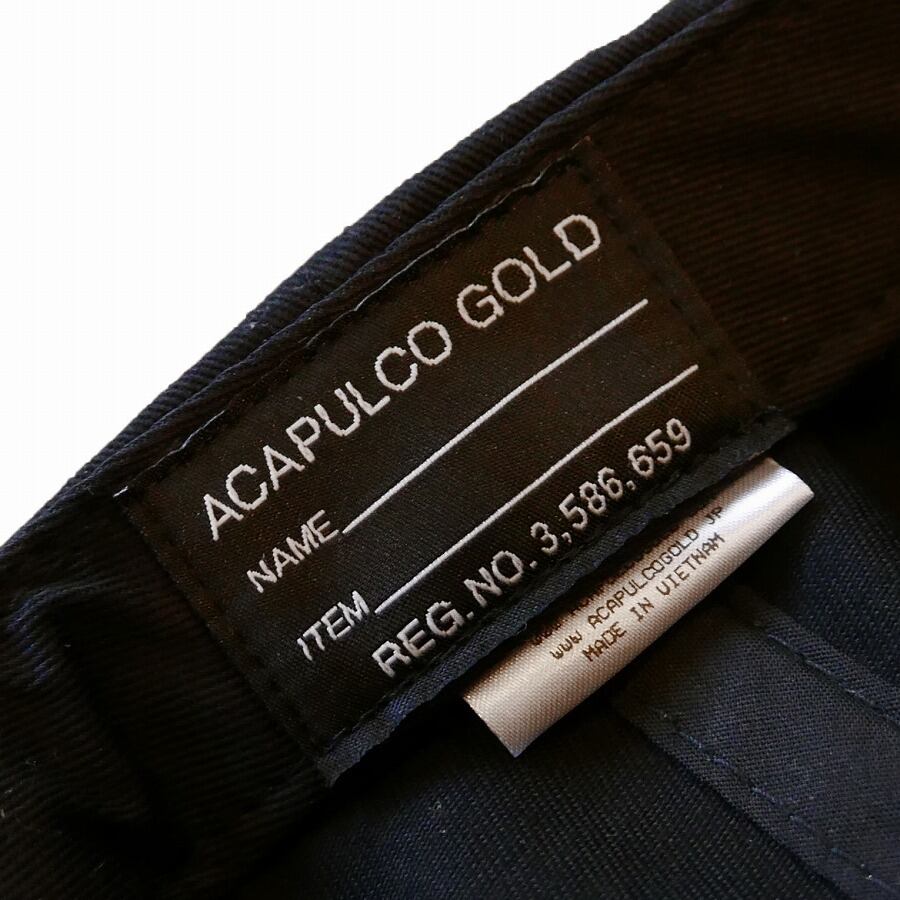 ACAPULCO GOLD
NAME
ITEM
REG. NO. 3,586,659
WWW ACAPULCOGOLD JP
MADE IN VIETNAM